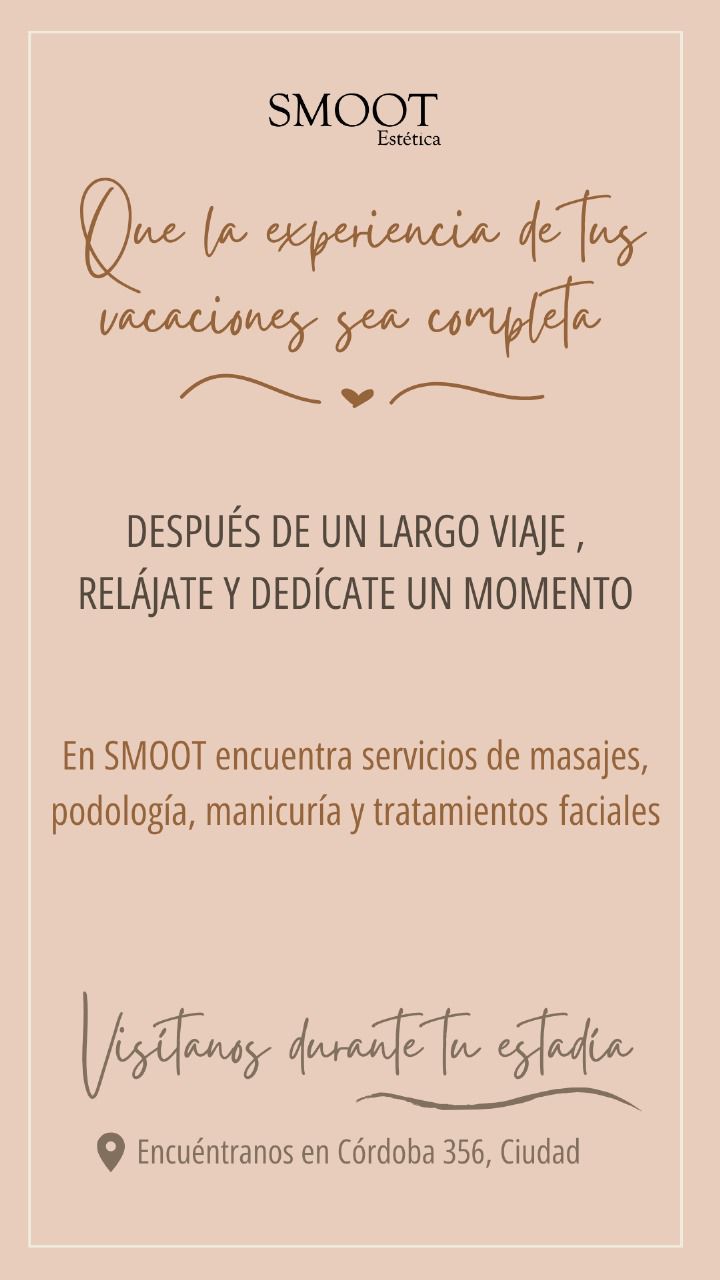 SMOOT
Estética
Que la experiencia de tus
vacaciones sea completa
DESPUÉS DE UN LARGO VIAJE ,
RELÁJATE Y DEDÍCATE UN MOMENTO
En SMOOT encuentra servicios de masajes,
podología, manicuría y tratamientos faciales
Visítanos durante tu estadía
Encuéntranos en Córdoba 356, Ciudad